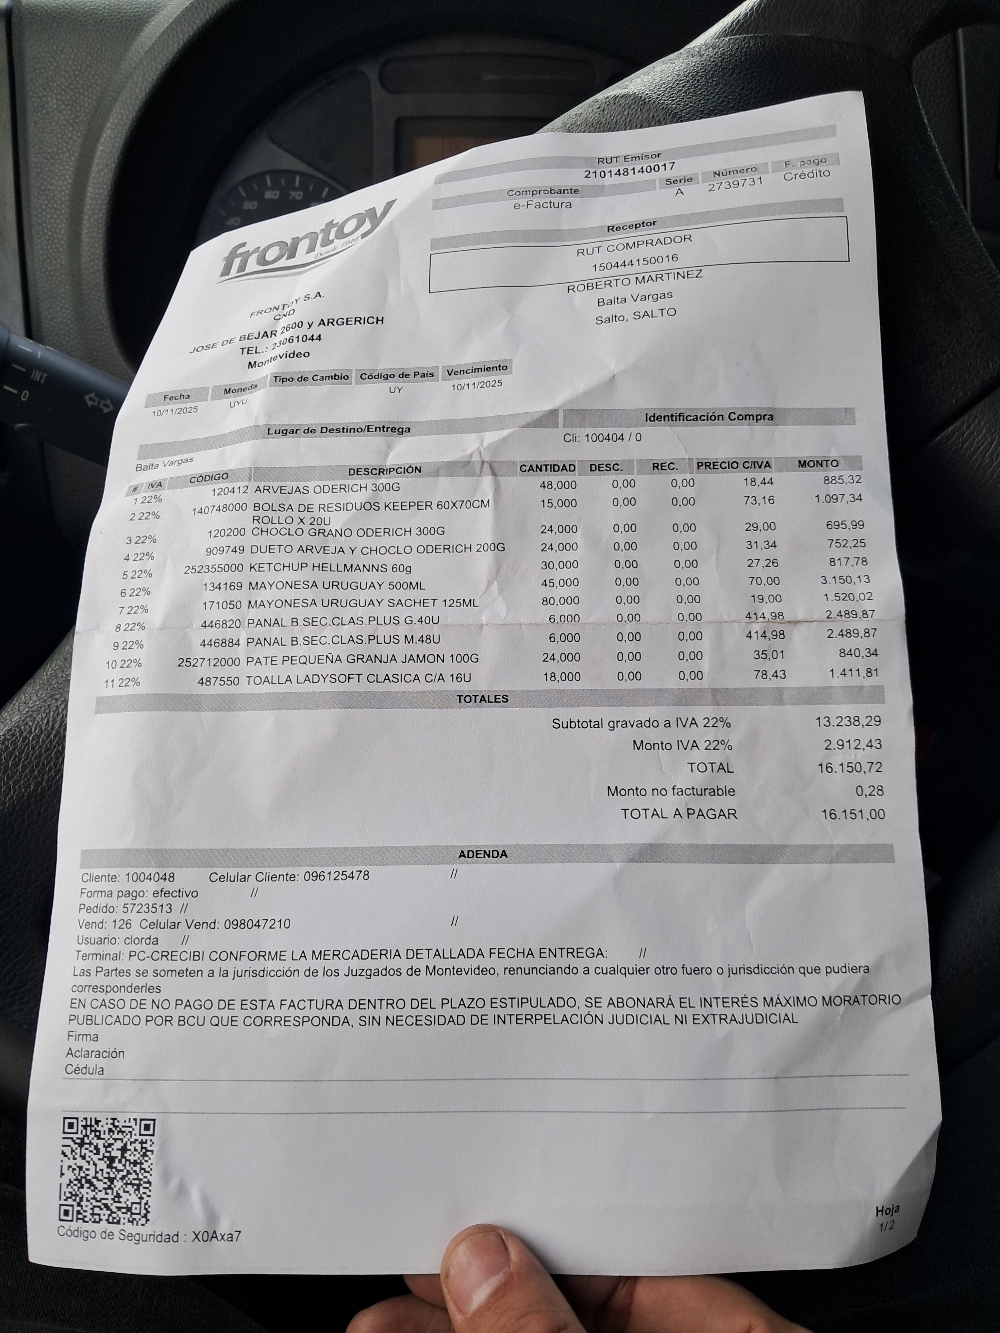 RUT Emisor
210148140017
Comprobante Serie Número F. pago
e-Factura A 2739731 Crédito
Receptor
RUT COMPRADOR
150444150016
ROBERTO MARTINEZ
Balta Vargas
Salto, SALTO
frontoy
Desde 1986
FRONTOY S.A.
CND
JOSE DE BEJAR 2600 y ARGERICH
TEL.: 23061044
Montevideo
Fecha Moneda Tipo de Cambio Código de País Vencimiento
10/11/2025 UYU UY 10/11/2025
Lugar de Destino/Entrega Identificación Compra
Balta Vargas Cli: 100404 / 0
# IVA CÓDIGO DESCRIPCIÓN CANTIDAD DESC. REC. PRECIO C/IVA MONTO
1 22% 120412 ARVEJAS ODERICH 300G 48,000 0,00 0,00 18,44 885,32
2 22% 140748000 BOLSA DE RESIDUOS KEEPER 60X70CM 15,000 0,00 0,00 73,16 1.097,34
ROLLO X 20U
3 22% 120200 CHOCLO GRANO ODERICH 300G 24,000 0,00 0,00 29,00 695,99
4 22% 909749 DUETO ARVEJA Y CHOCLO ODERICH 200G 24,000 0,00 0,00 31,34 752,25
5 22% 252355000 KETCHUP HELLMANNS 60g 30,000 0,00 0,00 27,26 817,78
6 22% 134169 MAYONESA URUGUAY 500ML 45,000 0,00 0,00 70,00 3.150,13
7 22% 171050 MAYONESA URUGUAY SACHET 125ML 80,000 0,00 0,00 19,00 1.520,02
8 22% 446820 PANAL B.SEC.CLAS.PLUS G.40U 6,000 0,00 0,00 414,98 2.489,87
9 22% 446884 PANAL B.SEC.CLAS.PLUS M.48U 6,000 0,00 0,00 414,98 2.489,87
10 22% 252712000 PATE PEQUEÑA GRANJA JAMON 100G 24,000 0,00 0,00 35,01 840,34
11 22% 487550 TOALLA LADYSOFT CLASICA C/A 16U 18,000 0,00 0,00 78,43 1.411,81
TOTALES
Subtotal gravado a IVA 22% 13.238,29
Monto IVA 22% 2.912,43
TOTAL 16.150,72
Monto no facturable 0,28
TOTAL A PAGAR 16.151,00
ADENDA
Cliente: 1004048 Celular Cliente: 096125478 //
Forma pago: efectivo //
Pedido: 5723513 //
Vend: 126 Celular Vend: 098047210 //
Usuario: clorda //
Terminal: PC-CRECIBI CONFORME LA MERCADERIA DETALLADA FECHA ENTREGA: //
Las Partes se someten a la jurisdicción de los Juzgados de Montevideo, renunciando a cualquier otro fuero o jurisdicción que pudiera
corresponderles
EN CASO DE NO PAGO DE ESTA FACTURA DENTRO DEL PLAZO ESTIPULADO, SE ABONARÁ EL INTERÉS MÁXIMO MORATORIO
PUBLICADO POR BCU QUE CORRESPONDA, SIN NECESIDAD DE INTERPELACIÓN JUDICIAL NI EXTRAJUDICIAL
Firma
Aclaración
Cédula
Código de Seguridad : X0Axa7
Hoja
1/2
INT
0
60 70